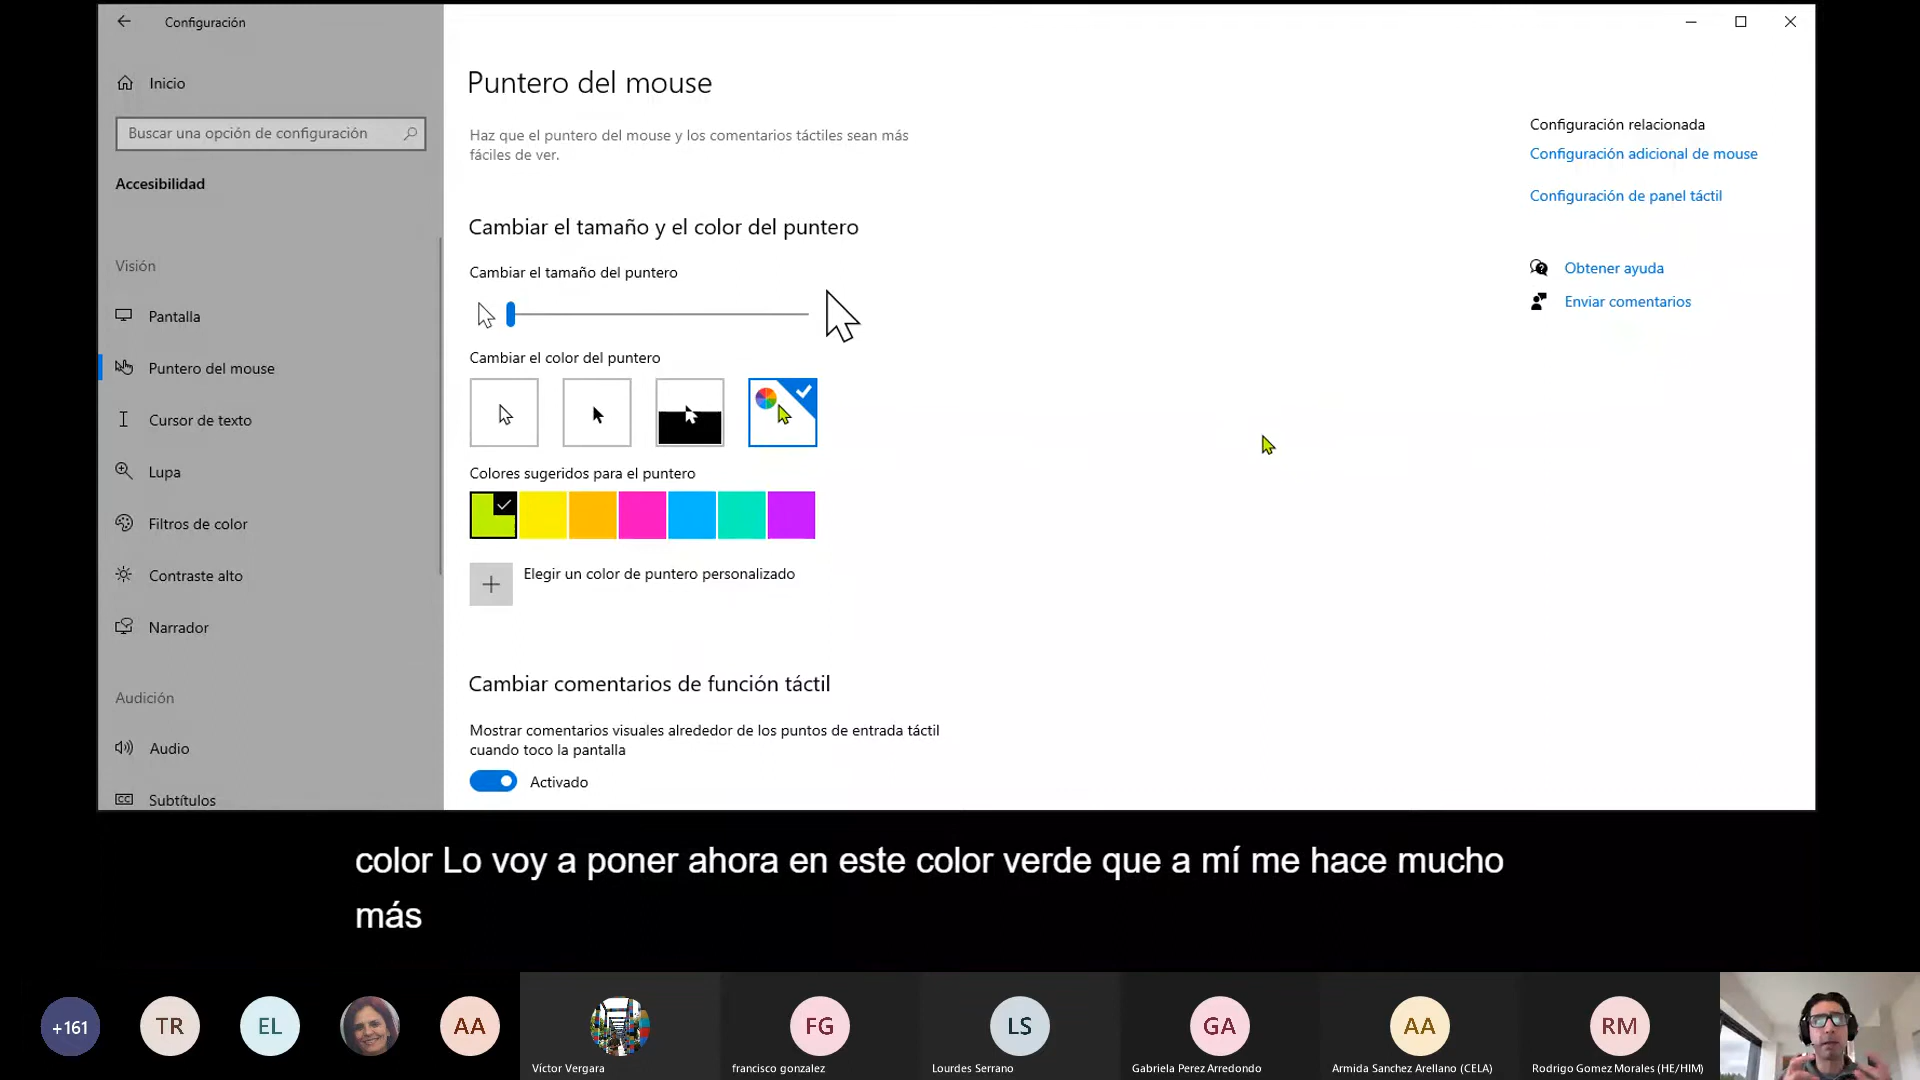 Configuración
Inicio
Buscar una opción de configuración
Accesibilidad
Visión
Pantalla
Puntero del mouse
Cursor de texto
Lupa
Filtros de color
Contraste alto
Narrador
Audición
Audio
Subtítulos
Puntero del mouse
Haz que el puntero del mouse y los comentarios táctiles sean más
fáciles de ver.
Cambiar el tamaño y el color del puntero
Cambiar el tamaño del puntero
Cambiar el color del puntero
Colores sugeridos para el puntero
Elegir un color de puntero personalizado
Cambiar comentarios de función táctil
Mostrar comentarios visuales alrededor de los puntos de entrada táctil
cuando toco la pantalla
Activado
Configuración relacionada
Configuración adicional de mouse
Configuración de panel táctil
Obtener ayuda
Enviar comentarios
color Lo voy a poner ahora en este color verde que a mí me hace mucho
más
+161
TR
EL
AA
Víctor Vergara
FG
francisco gonzalez
LS
Lourdes Serrano
GA
Gabriela Perez Arredondo
AA
Armida Sanchez Arellano (CELA)
RM
Rodrigo Gomez Morales (HE/HIM)